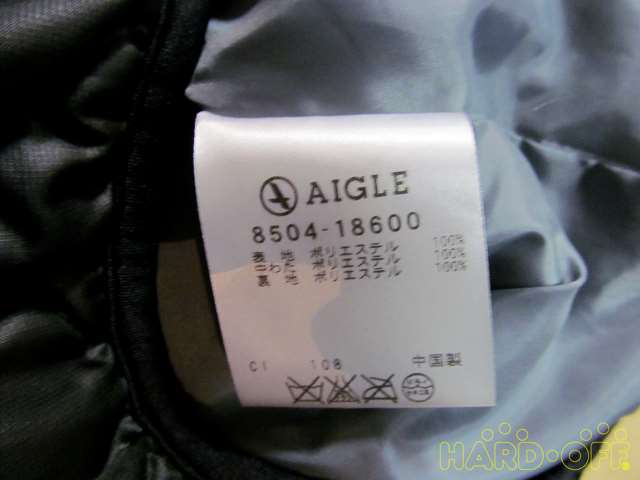 AIGLE
8504-18600
表 地 ポリエステル 100%
中わた ポリエステル 100%
裏 地 ポリエステル 100%
CI 108 中国製
HARD-OFF